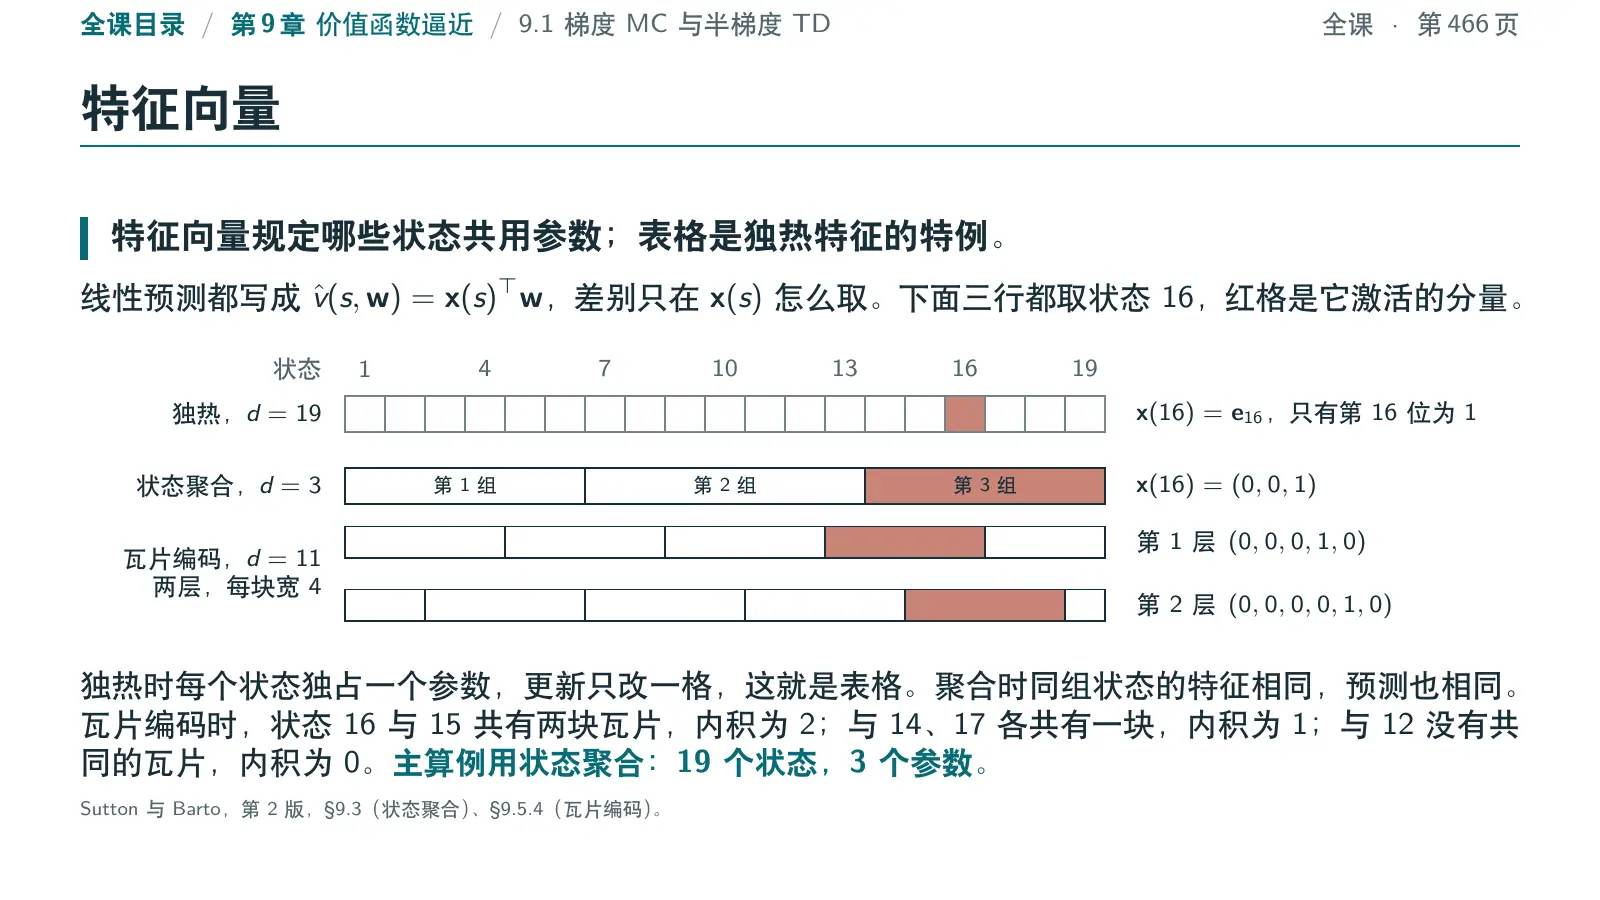 全课目录 / 第 9 章 价值函数逼近 / 9.1 梯度 MC 与半梯度 TD
全课 · 第 466 页
特征向量
特征向量规定哪些状态共用参数；表格是独热特征的特例。
线性预测都写成 v̂(s, w) = x(s)⊤w，差别只在 x(s) 怎么取。下面三行都取状态 16，红格是它激活的分量。
状态 1 4 7 10 13 16 19
独热，d = 19
x(16) = e₁₆，只有第 16 位为 1
状态聚合，d = 3
第 1 组 第 2 组 第 3 组
x(16) = (0, 0, 1)
瓦片编码，d = 11
两层，每块宽 4
第 1 层 (0, 0, 0, 1, 0)
第 2 层 (0, 0, 0, 0, 1, 0)
独热时每个状态独占一个参数，更新只改一格，这就是表格。聚合时同组状态的特征相同，预测也相同。
瓦片编码时，状态 16 与 15 共有两块瓦片，内积为 2；与 14、17 各共有一块，内积为 1；与 12 没有共
同的瓦片，内积为 0。主算例用状态聚合：19 个状态，3 个参数。
Sutton 与 Barto，第 2 版，§9.3（状态聚合）、§9.5.4（瓦片编码）。